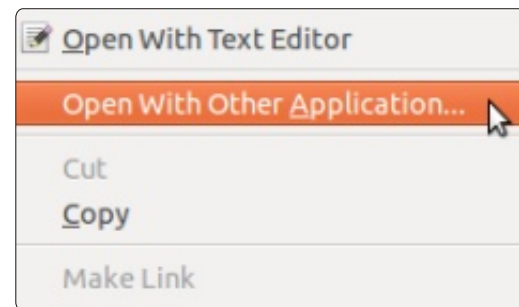 Open With Text Editor
Open With Other Application...
Cut
Copy
Make Link